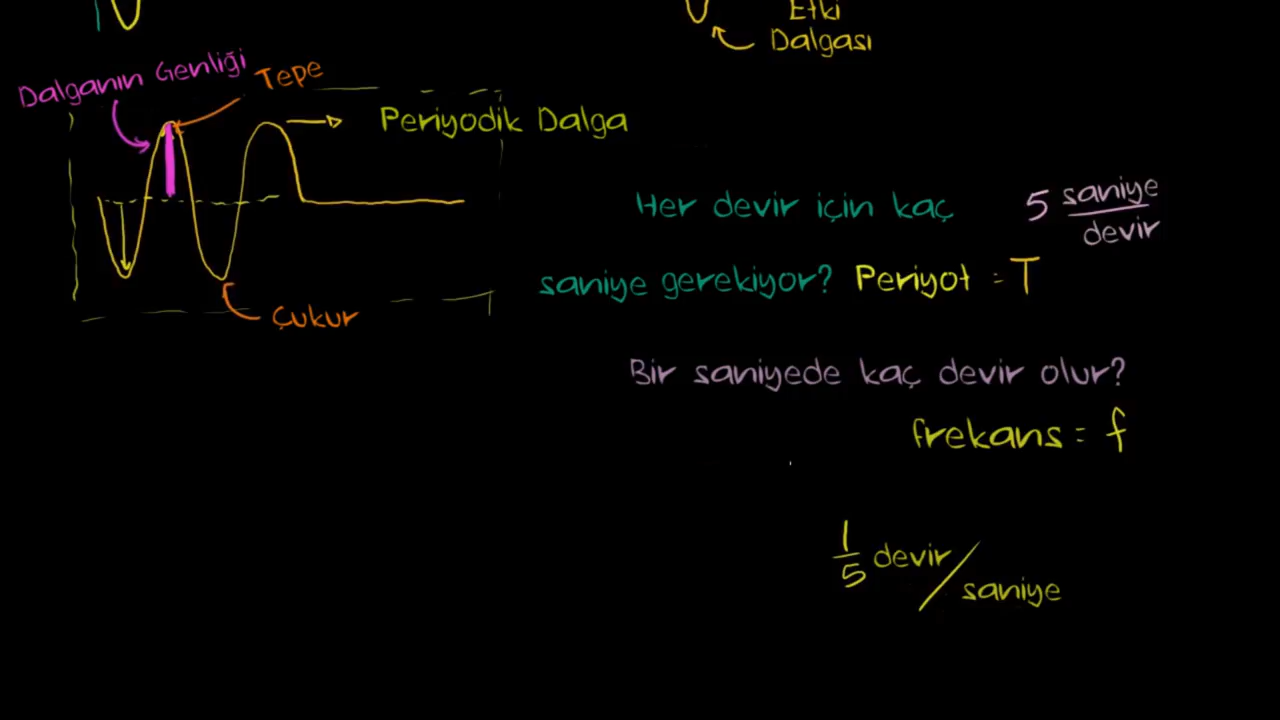 Etki
Dalgası
Dalganın Genliği
Tepe
Periyodik Dalga
Her devir için kaç
5 saniye
devir
saniye gerekiyor? Periyot = T
Çukur
Bir saniyede kaç devir olur?
frekans = f
1
5 devir/
saniye